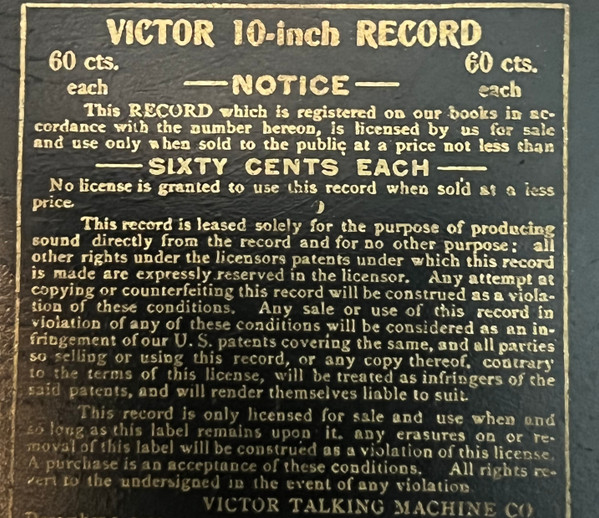 VICTOR 10-inch RECORD
60 cts. 60 cts.
each each
—NOTICE—
This RECORD which is registered on our books in ac-
cordance with the number hereon, is licensed by us for sale
and use only when sold to the public at a price not less than
— SIXTY CENTS EACH —
No license is granted to use this record when sold at a less
price.
This record is leased solely for the purpose of producing
sound directly from the record and for no other purpose; all
other rights under the licensors patents under which this record
is made are expressly reserved in the licensor. Any attempt at
copying or counterfeiting this record will be construed as a viola-
tion of these conditions. Any sale or use of this record in
violation of any of these conditions will be considered as an in-
fringement of our U. S. patents covering the same, and all parties
so selling or using this record, or any copy thereof, contrary
to the terms of this license, will be treated as infringers of the
said patents, and will render themselves liable to suit.
This record is only licensed for sale and use when and
so long as this label remains upon it. any erasures on or re-
moval of this label will be construed as a violation of this license.
A purchase is an acceptance of these conditions. All rights re-
vert to the undersigned in the event of any violation
VICTOR TALKING MACHINE CO